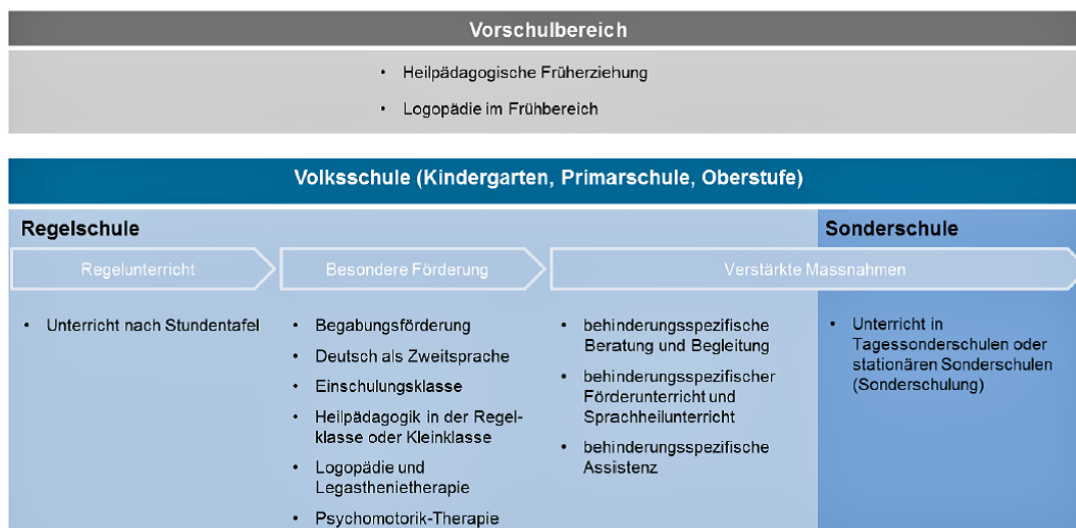 Vorschulbereich
• Heilpädagogische Früherziehung
• Logopädie im Frühbereich
Volksschule (Kindergarten, Primarschule, Oberstufe)
Regelschule
Sonderschule
Regelunterricht
Besondere Förderung
Verstärkte Massnahmen
• Unterricht nach Stundentafel
• Begabungsförderung
• Deutsch als Zweitsprache
• Einschulungsklasse
• Heilpädagogik in der Regel-
klasse oder Kleinklasse
• Logopädie und
Legasthenietherapie
• Psychomotorik-Therapie
• behinderungsspezifische
Beratung und Begleitung
• behinderungsspezifischer
Förderunterricht und
Sprachheilunterricht
• behinderungsspezifische
Assistenz
• Unterricht in
Tagessonderschulen oder
stationären Sonderschulen
(Sonderschulung)